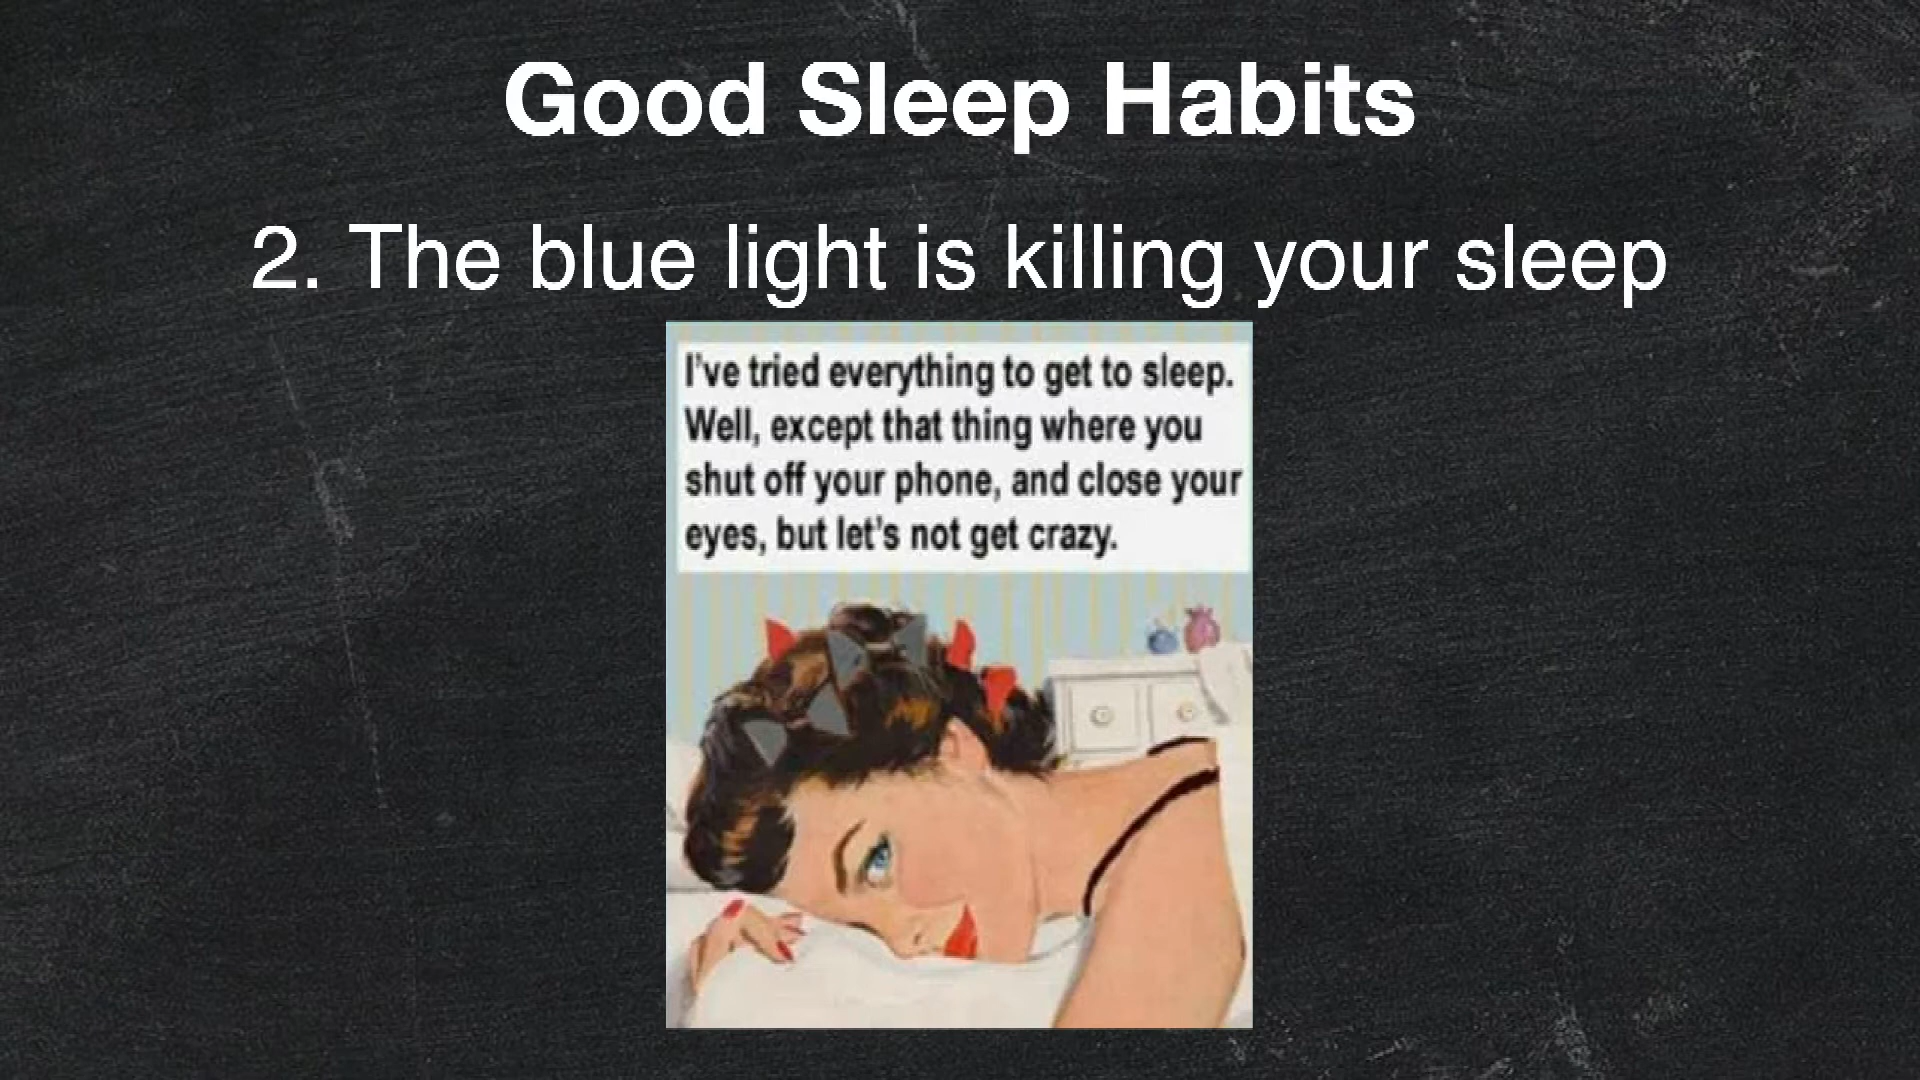 Good Sleep Habits
2. The blue light is killing your sleep
I've tried everything to get to sleep.
Well, except that thing where you
shut off your phone, and close your
eyes, but let's not get crazy.